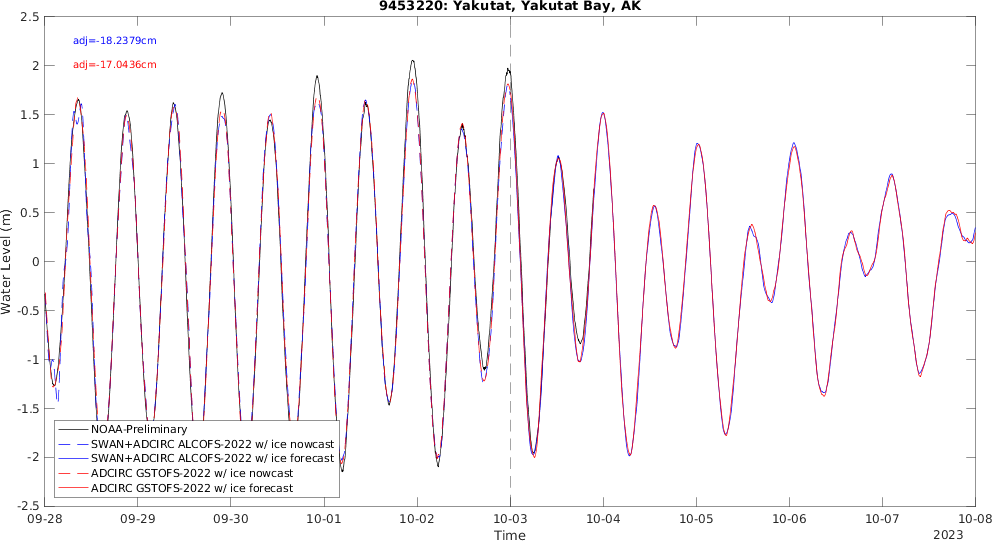 9453220: Yakutat, Yakutat Bay, AK
adj=-18.2379cm
adj=-17.0436cm
Water Level (m)
2.5
2
1.5
1
0.5
0
-0.5
-1
-1.5
-2
-2.5
NOAA-Preliminary
SWAN+ADCIRC ALCOFS-2022 w/ ice nowcast
SWAN+ADCIRC ALCOFS-2022 w/ ice forecast
ADCIRC GSTOFS-2022 w/ ice nowcast
ADCIRC GSTOFS-2022 w/ ice forecast
09-28 09-29 09-30 10-01 10-02 10-03 10-04 10-05 10-06 10-07 10-08
Time
2023